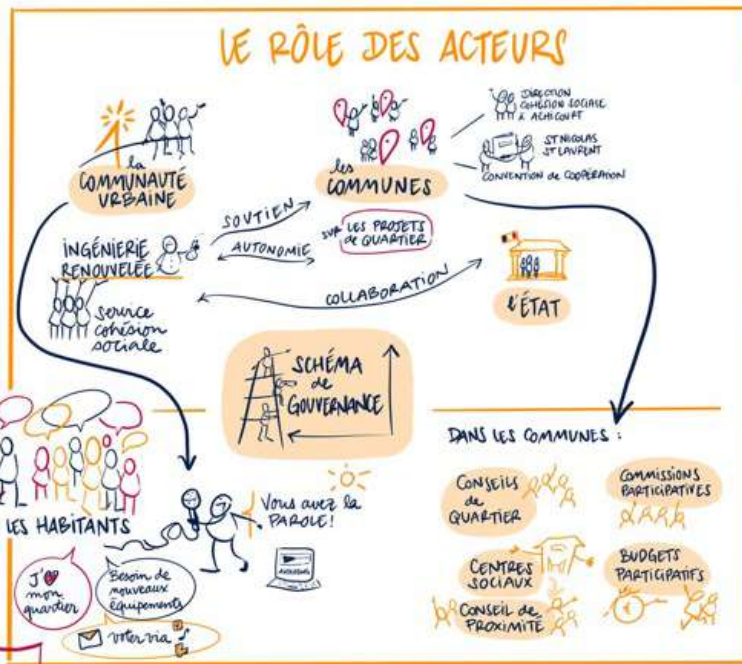 LE RÔLE DES ACTEURS
la
COMMUNAUTÉ
URBAINE
les
COMMUNES
DIRECTION
COHÉSION SOCIALE
à ACHICOURT
ST NICOLAS
ST LAURENT
CONVENTION de COOPÉRATION
INGÉNIERIE
RENOUVELÉE
SOUTIEN
AUTONOMIE
SUR LES PROJETS
de QUARTIER
COLLABORATION
l'ÉTAT
service
cohésion
sociale
SCHÉMA
de
GOUVERNANCE
LES HABITANTS
Vous avez la
PAROLE!
J'❤
mon
quartier
Besoin de
nouveaux
équipements
voter via
DANS LES COMMUNES :
CONSEILS
de
QUARTIER
COMMISSIONS
PARTICIPATIVES
CENTRES
SOCIAUX
BUDGETS
PARTICIPATIFS
CONSEIL de
PROXIMITÉ